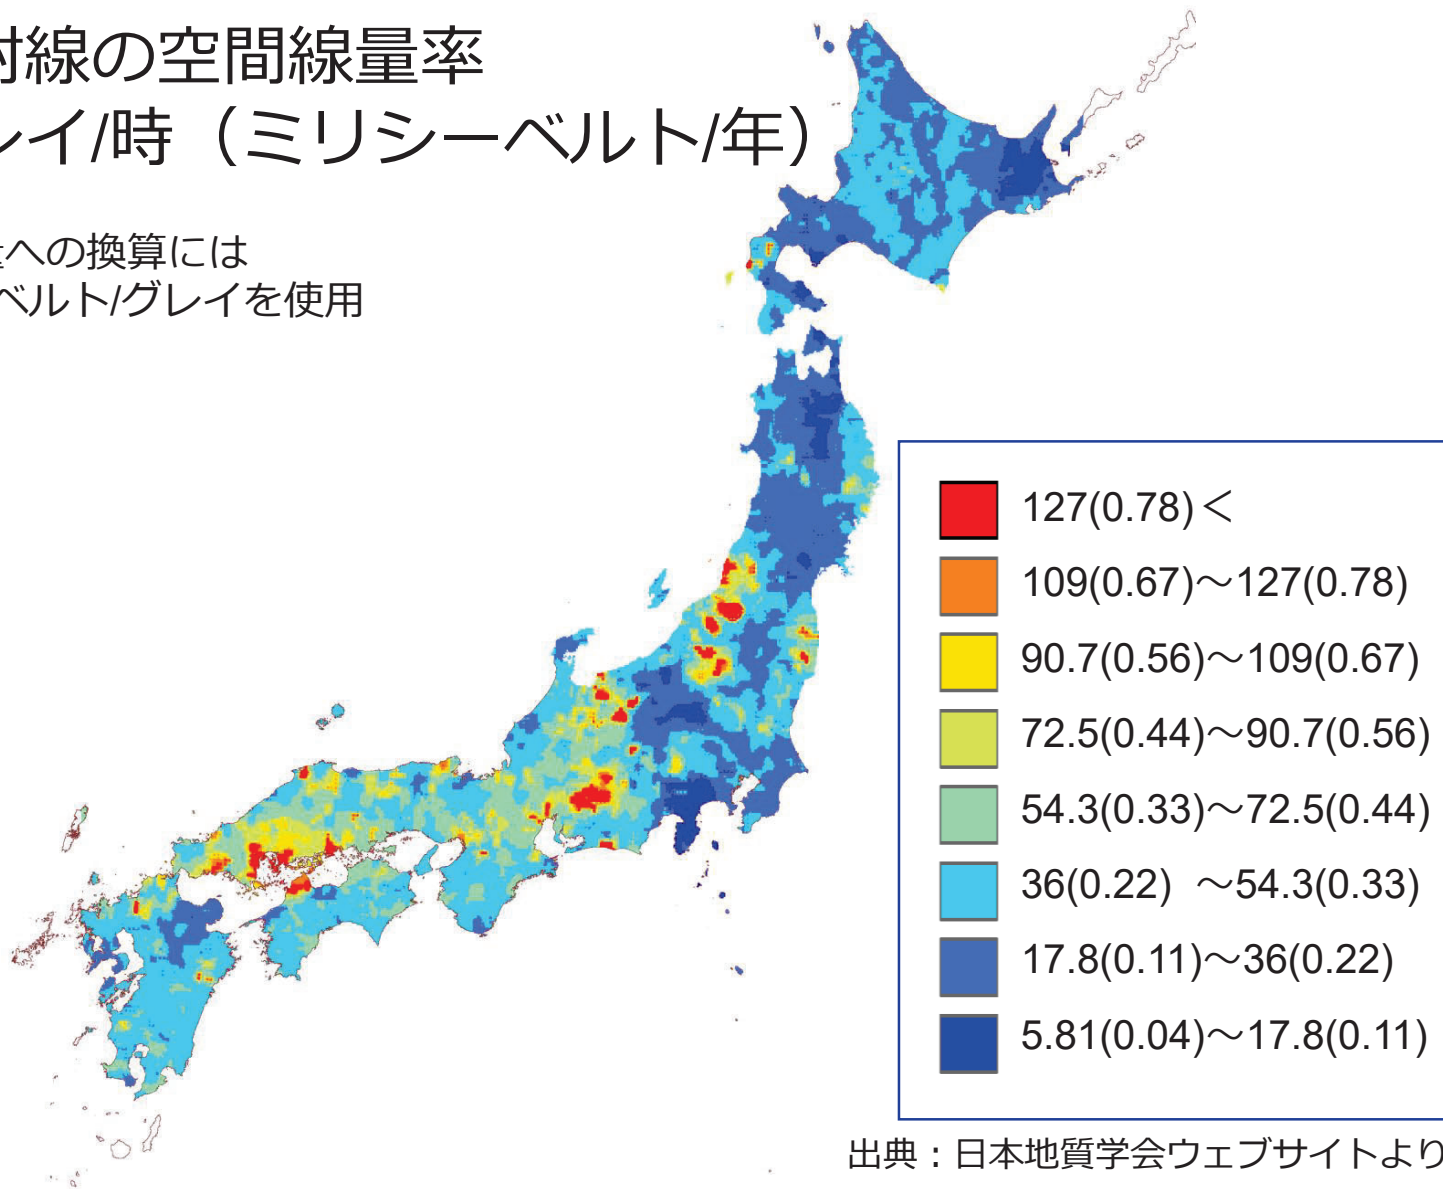 射線の空間線量率
レイ/時（ミリシーベルト/年）
量への換算には
ベルト/グレイを使用
127(0.78)＜
109(0.67)～127(0.78)
90.7(0.56)～109(0.67)
72.5(0.44)～90.7(0.56)
54.3(0.33)～72.5(0.44)
36(0.22) ～54.3(0.33)
17.8(0.11)～36(0.22)
5.81(0.04)～17.8(0.11)
出典：日本地質学会ウェブサイトより